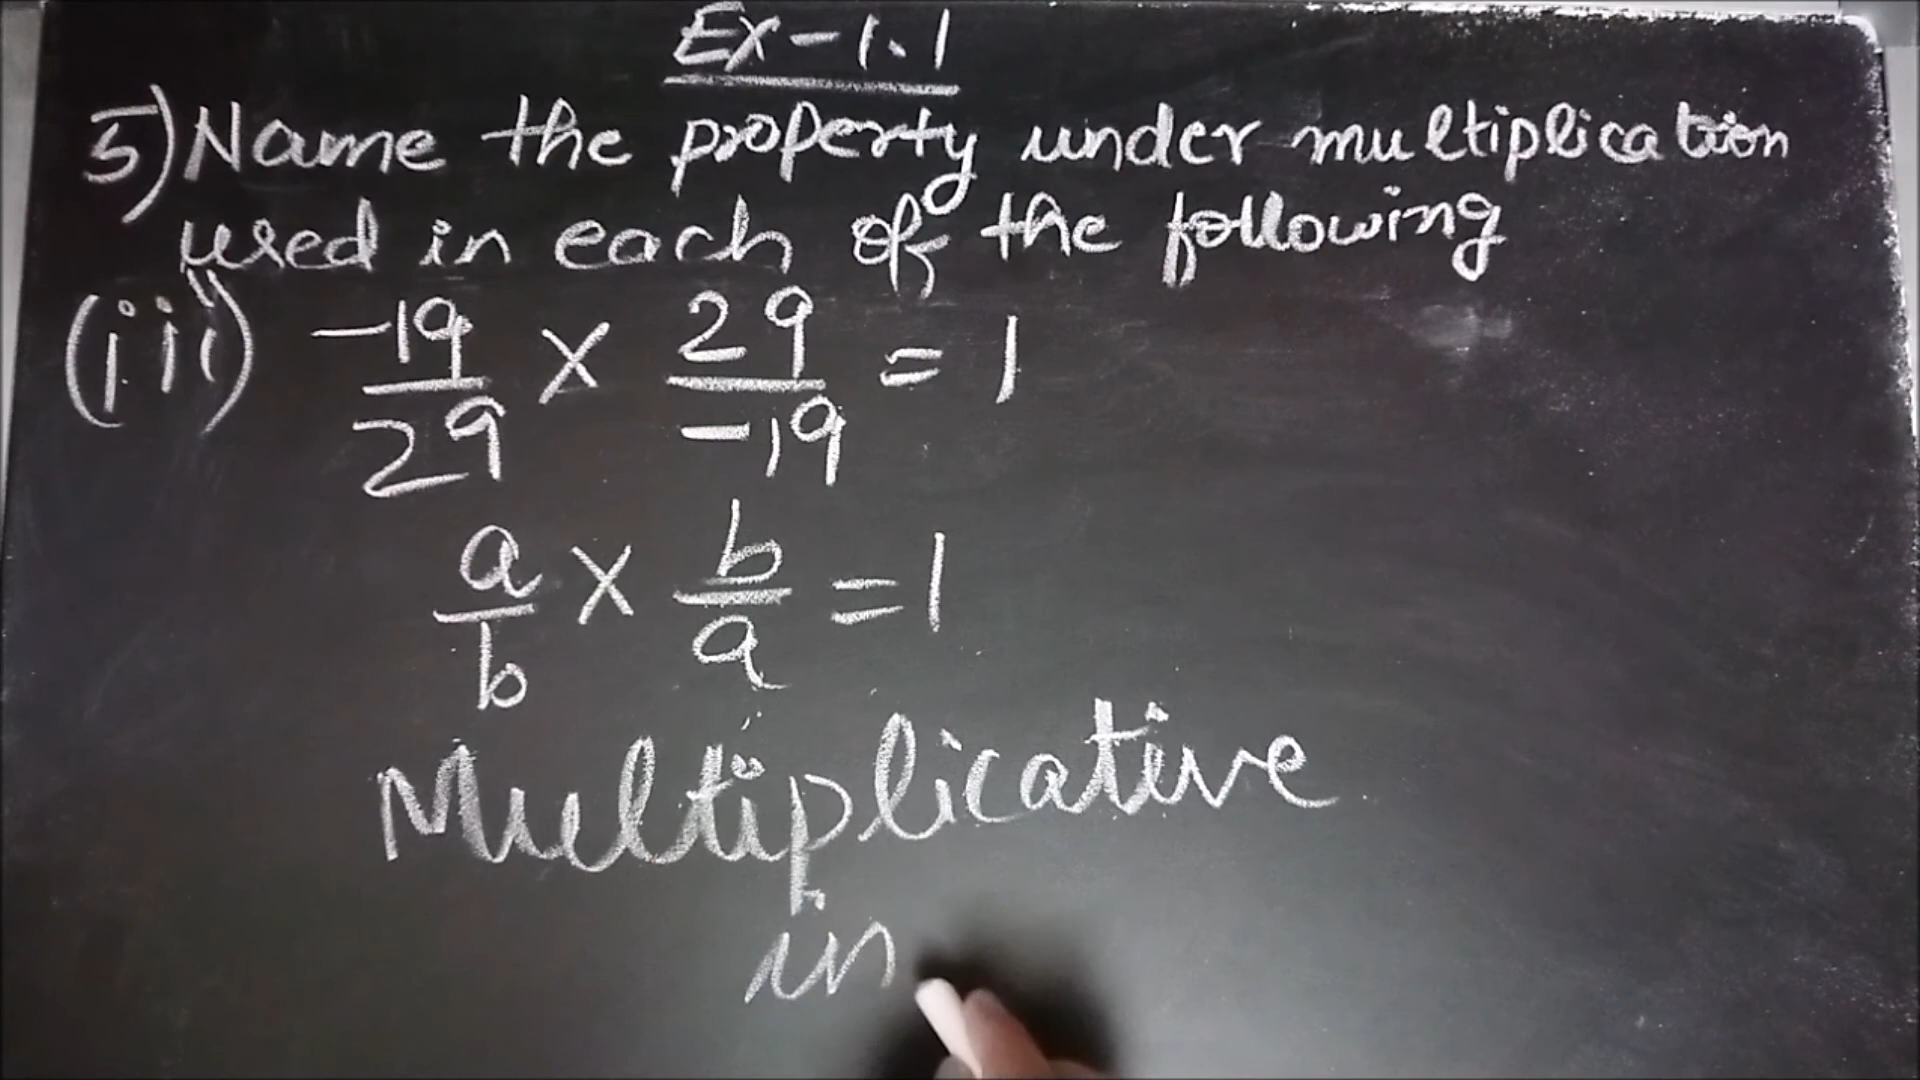 Ex-1.1
5) Name the property under multiplication
used in each of the following
(iii) -19/29 × 29/-19 = 1
a/b × b/a = 1
Multiplicative
in